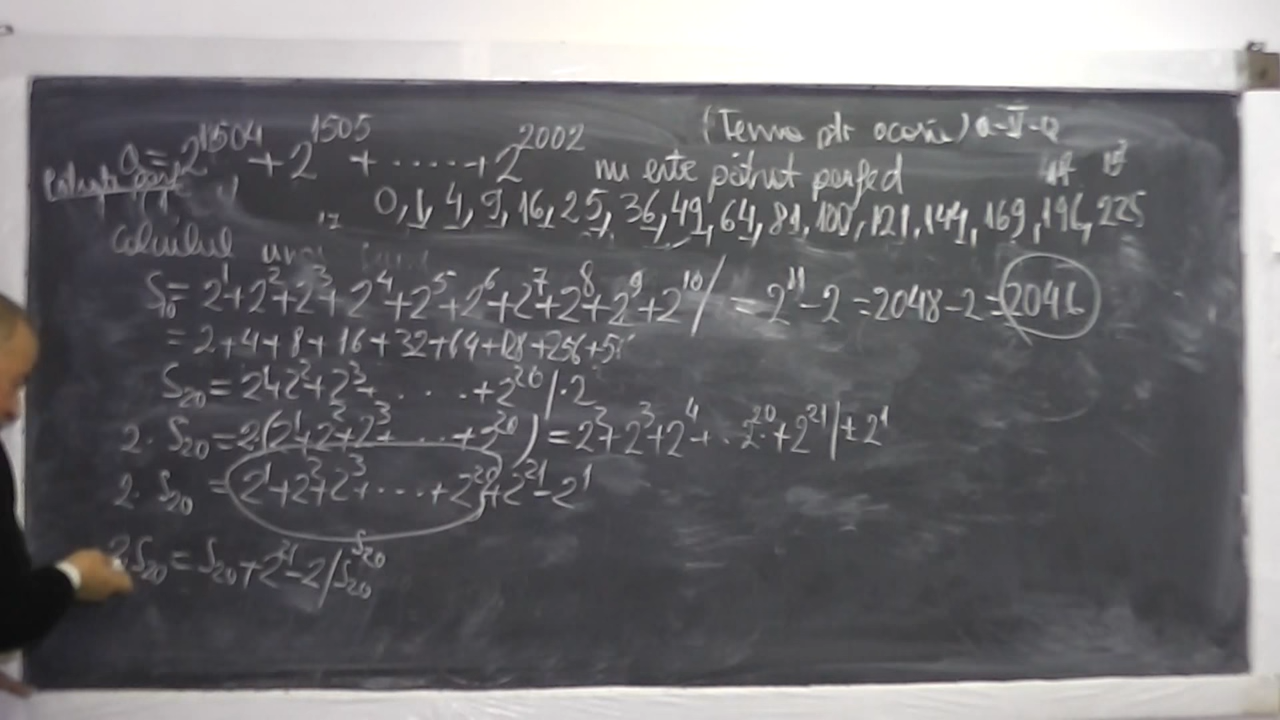 (Tema ptr acasă) a-V-a
a = 2^1504 + 2^1505 + ...... + 2^2002 nu este pătrat perfect
0, 1, 4, 9, 16, 25, 36, 49, 64, 81, 100, 121, 144, 169, 196, 225
Calculul unei
S10 = 2^1+2^2+2^3+2^4+2^5+2^6+2^7+2^8+2^9+2^10 / = 2^11 - 2 = 2048 - 2 = 2046
= 2+4+8+16+32+64+128+256+5
S20 = 2^1+2^2+2^3+ . . . . + 2^20 / · 2
2 · S20 = 2·(2^1+2^2+2^3+ . . . + 2^20) = 2^2+2^3+2^4+ . . 2^20+2^21 / ± 2^1
2 · S20 = 2^1+2^2+2^3+ . . . + 2^20 + 2^21 - 2^1
2S20 = S20 + 2^21 - 2 / S20 S20